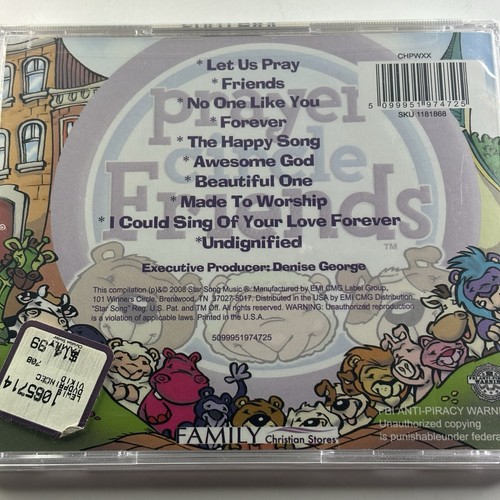 CHPWXX
5 099951 974725
SKU 1181868
prayer
circle
Friends
TM
* Let Us Pray
* Friends
* No One Like You
* Forever
* The Happy Song
* Awesome God
* Beautiful One
* Made To Worship
* I Could Sing Of Your Love Forever
*Undignified
Executive Producer: Denise George
This compilation (p)&© 2008 Star Song Music ®. Manufactured by EMI CMG Label Group,
101 Winners Circle, Brentwood, TN 37027-5017. Distributed in the USA by EMI CMG Distribution.
"Star Song" Reg. U.S. Pat. and TM Off. All rights reserved. WARNING: Unauthorized reproduction
is a violation of applicable laws. Printed in the U.S.A.
5099951974725
1065714
708
FAMILY Christian Stores
FBI ANTI-PIRACY WARN
Unauthorized copying
is punishableunder federa